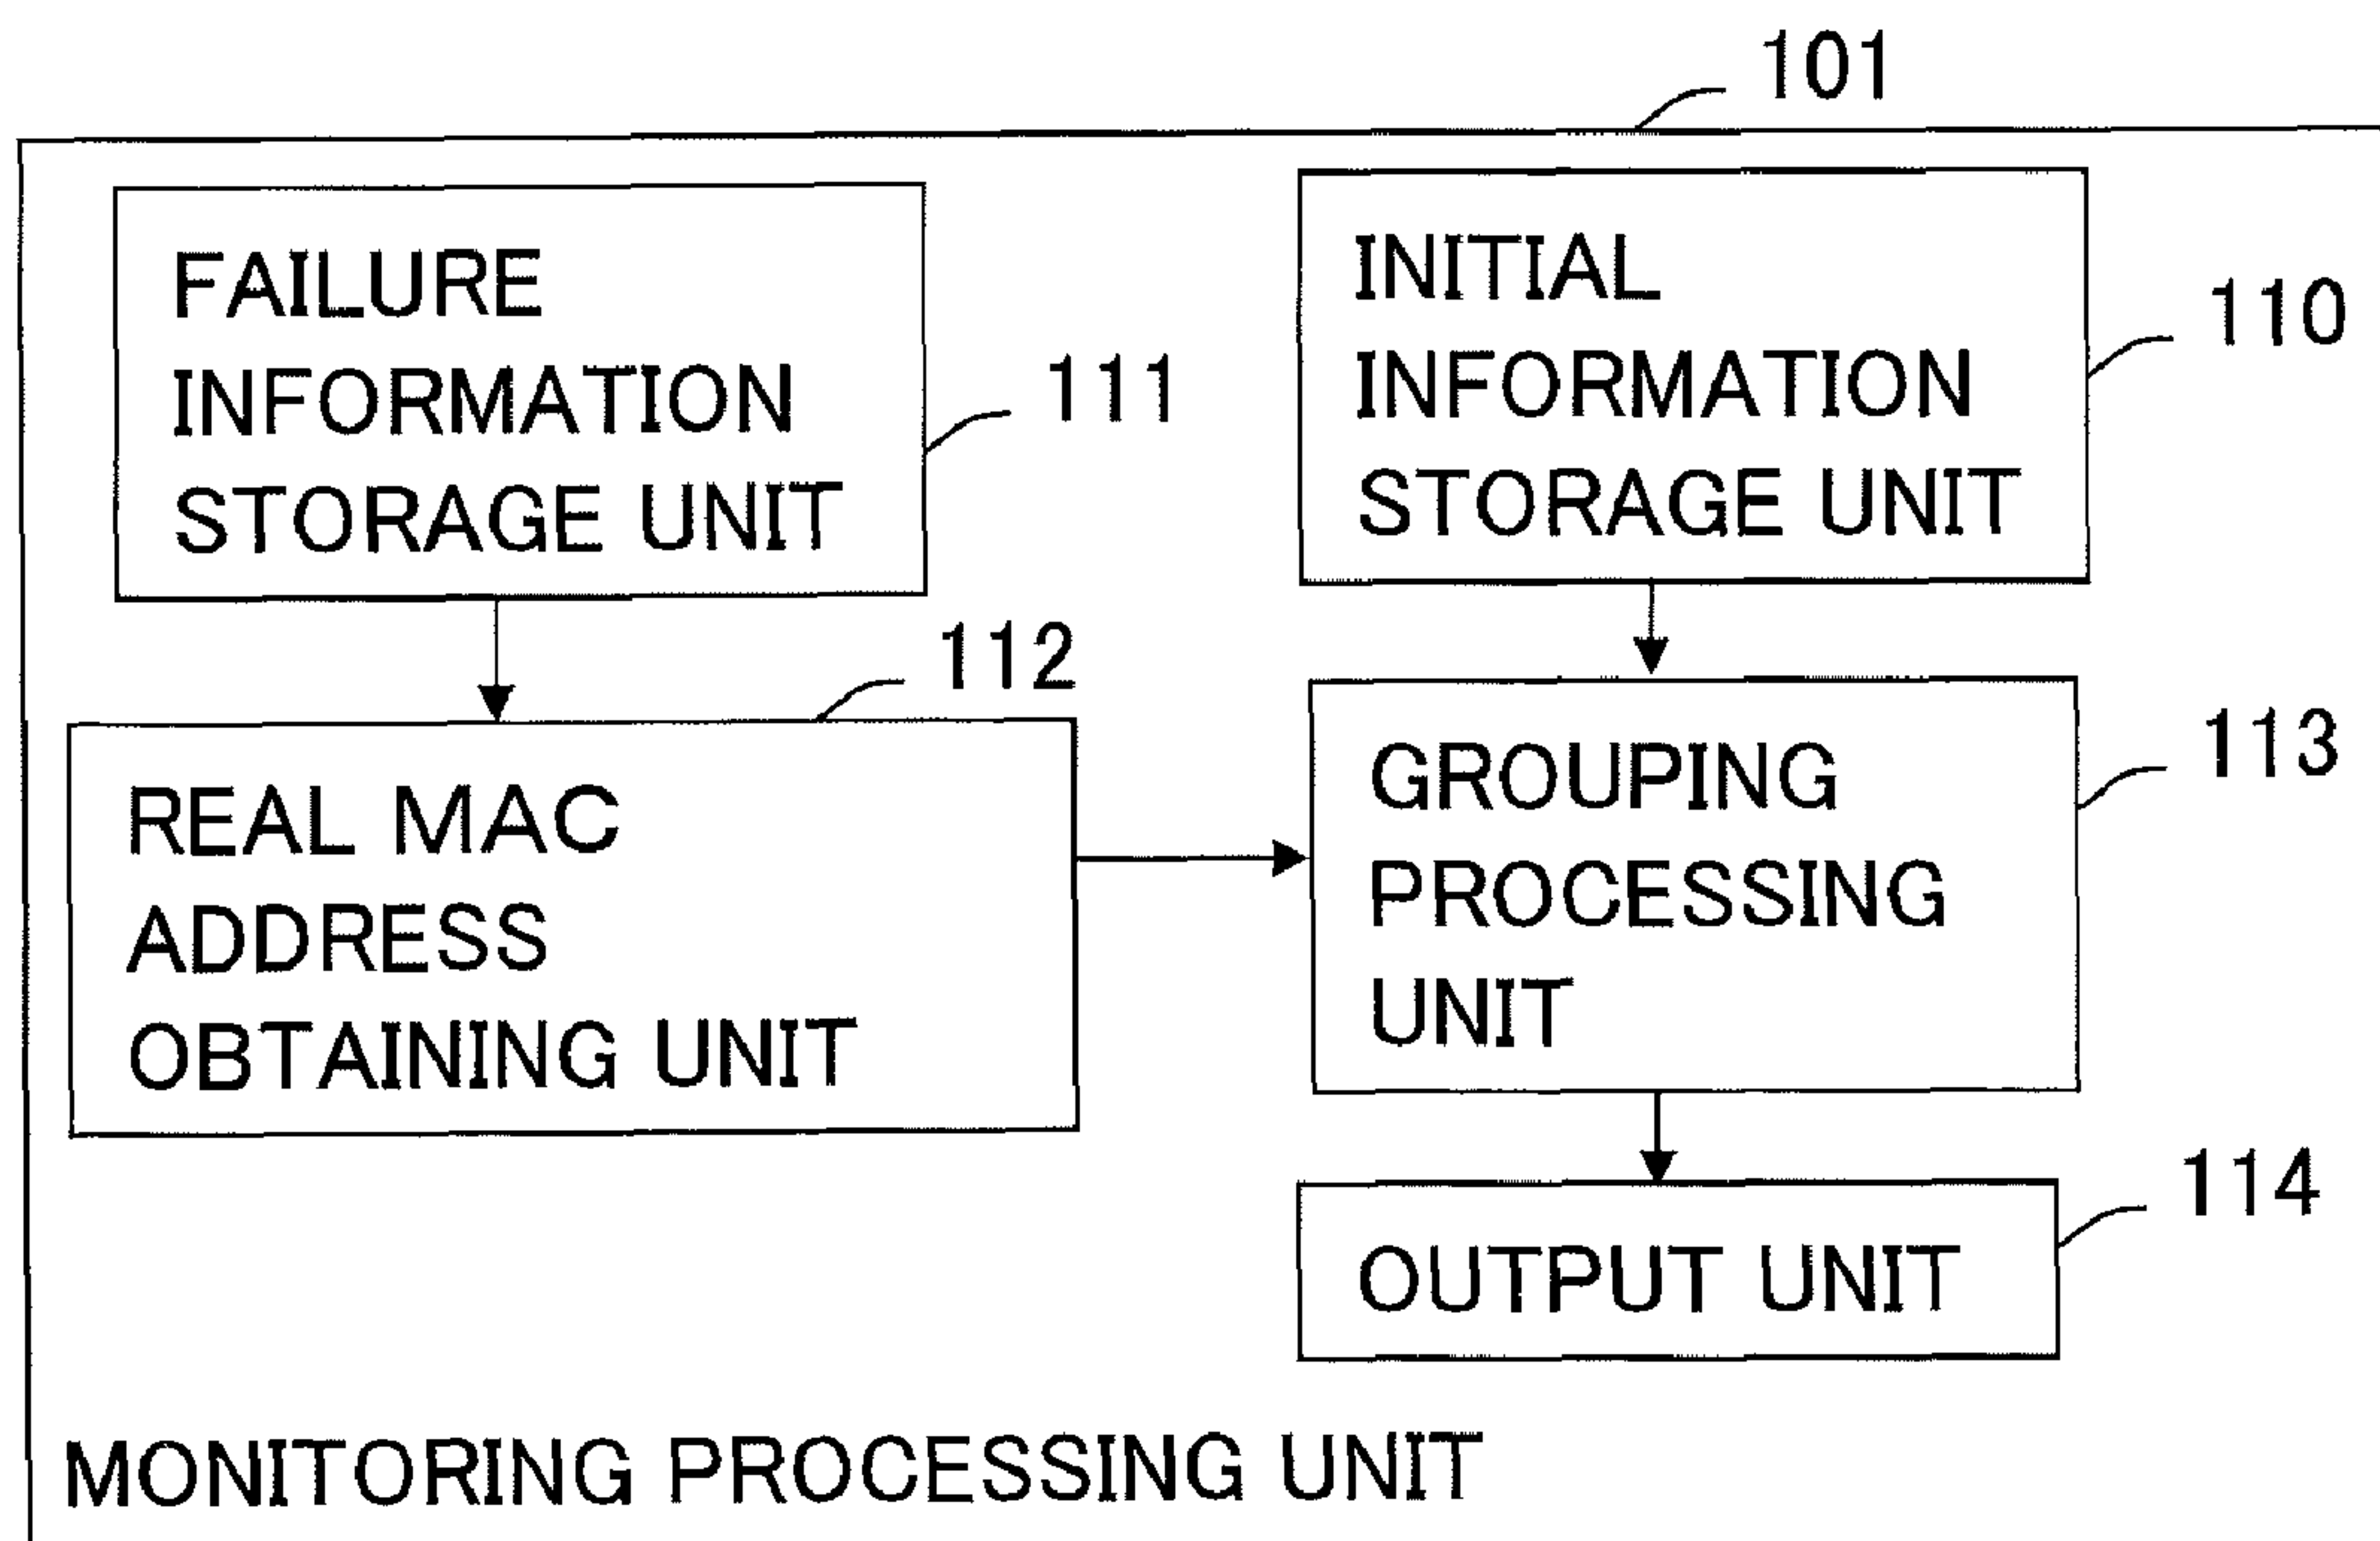 101
FAILURE
INFORMATION
STORAGE UNIT
111
INITIAL
INFORMATION
STORAGE UNIT
110
112
REAL MAC
ADDRESS
OBTAINING UNIT
GROUPING
PROCESSING
UNIT
113
OUTPUT UNIT
114
MONITORING PROCESSING UNIT